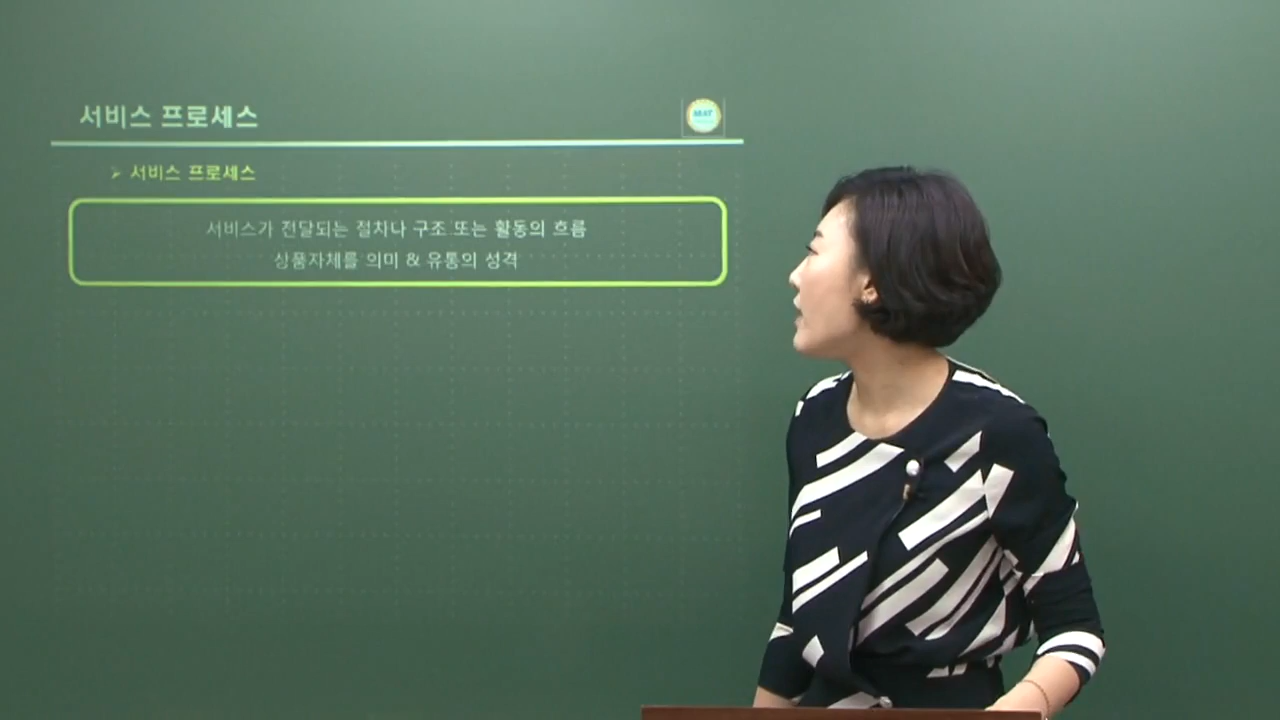 서비스 프로세스
➢ 서비스 프로세스
서비스가 전달되는 절차나 구조 또는 활동의 흐름
상품자체를 의미 & 유통의 성격